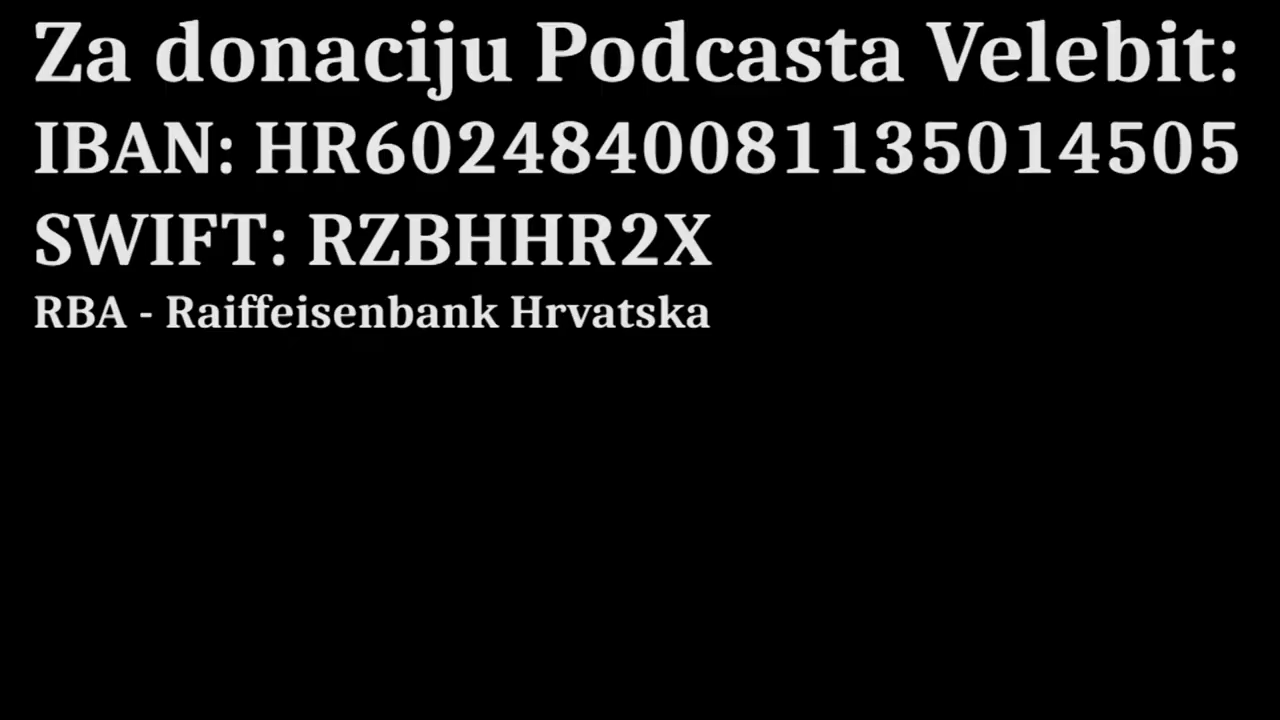 Za donaciju Podcasta Velebit:
IBAN: HR6024840081135014505
SWIFT: RZBHHR2X
RBA - Raiffeisenbank Hrvatska